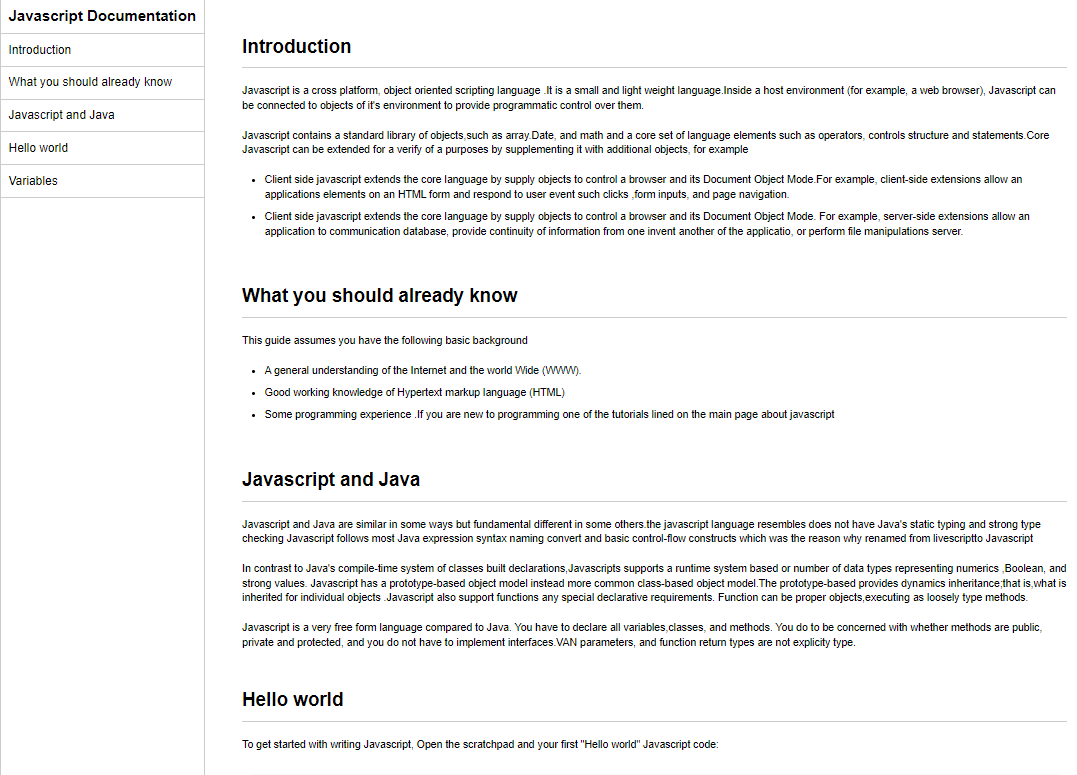 Javascript Documentation
Introduction
What you should already know
Javascript and Java
Hello world
Variables
Introduction
Javascript is a cross platform, object oriented scripting language .It is a small and light weight language.Inside a host environment (for example, a web browser), Javascript can
be connected to objects of it's environment to provide programmatic control over them.
Javascript contains a standard library of objects,such as array.Date, and math and a core set of language elements such as operators, controls structure and statements.Core
Javascript can be extended for a verify of a purposes by supplementing it with additional objects, for example
• Client side javascript extends the core language by supply objects to control a browser and its Document Object Mode.For example, client-side extensions allow an
applications elements on an HTML form and respond to user event such clicks ,form inputs, and page navigation.
• Client side javascript extends the core language by supply objects to control a browser and its Document Object Mode. For example, server-side extensions allow an
application to communication database, provide continuity of information from one invent another of the applicatio, or perform file manipulations server.
What you should already know
This guide assumes you have the following basic background
• A general understanding of the Internet and the world Wide (WWW).
• Good working knowledge of Hypertext markup language (HTML)
• Some programming experience .If you are new to programming one of the tutorials lined on the main page about javascript
Javascript and Java
Javascript and Java are similar in some ways but fundamental different in some others.the javascript language resembles does not have Java's static typing and strong type
checking Javascript follows most Java expression syntax naming convert and basic control-flow constructs which was the reason why renamed from livescriptto Javascript
In contrast to Java's compile-time system of classes built declarations,Javascripts supports a runtime system based or number of data types representing numerics ,Boolean, and
strong values. Javascript has a prototype-based object model instead more common class-based object model.The prototype-based provides dynamics inheritance;that is,what is
inherited for individual objects .Javascript also support functions any special declarative requirements. Function can be proper objects,executing as loosely type methods.
Javascript is a very free form language compared to Java. You have to declare all variables,classes, and methods. You do to be concerned with whether methods are public,
private and protected, and you do not have to implement interfaces.VAN parameters, and function return types are not explicity type.
Hello world
To get started with writing Javascript, Open the scratchpad and your first "Hello world" Javascript code: